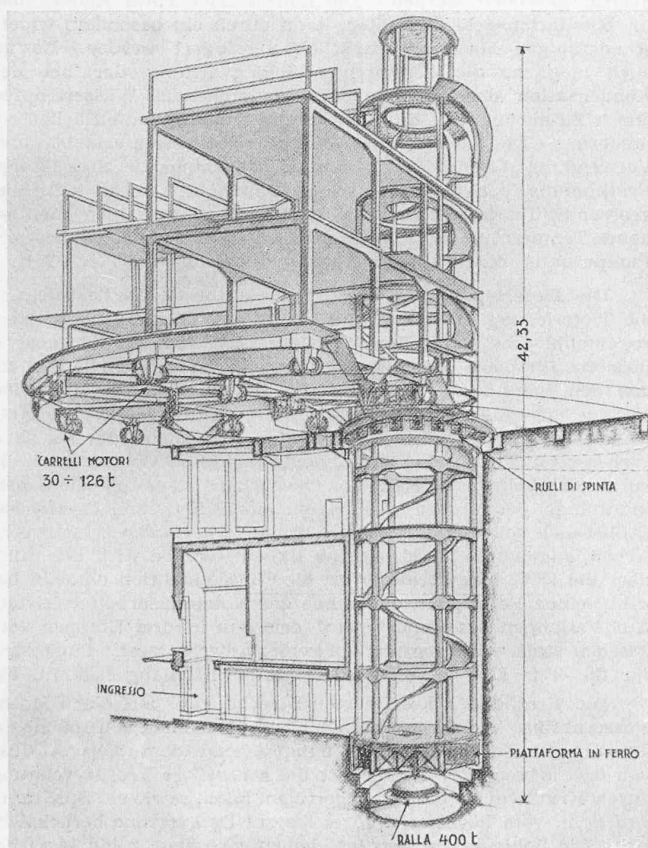 42,35
CARRELLI MOTORI
30 ÷ 126 t
RULLI DI SPINTA
INGRESSO
PIATTAFORMA IN FERRO
RALLA 400 t